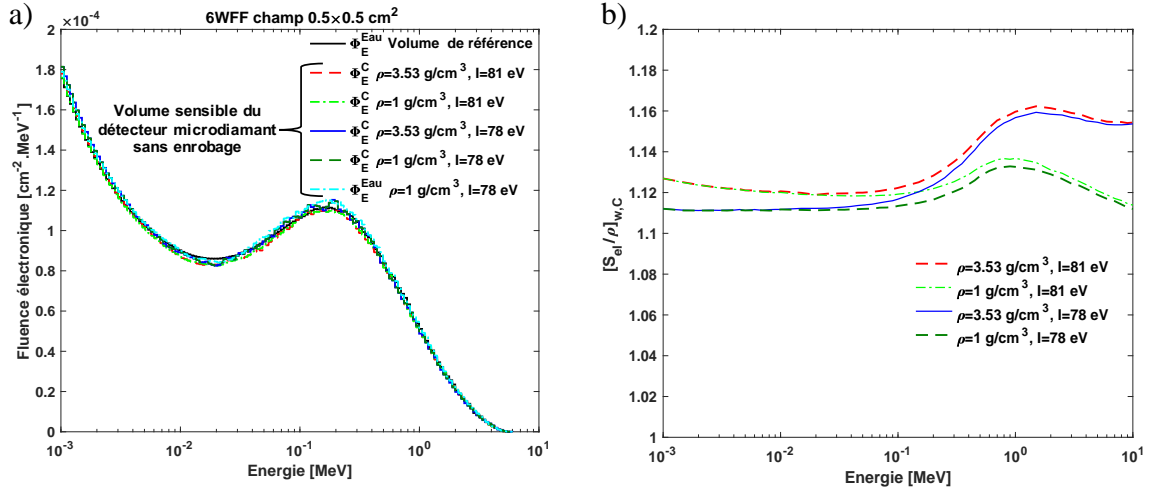 a)
6WFF champ 0.5×0.5 cm²
×10⁻⁴
2
1.8
1.6
1.4
1.2
1
0.8
0.6
0.4
0.2
0
Fluence électronique [cm⁻².MeV⁻¹]
Φ_E^Eau Volume de référence
Φ_E^C ρ=3.53 g/cm³, I=81 eV
Φ_E^C ρ=1 g/cm³, I=81 eV
Φ_E^C ρ=3.53 g/cm³, I=78 eV
Φ_E^C ρ=1 g/cm³, I=78 eV
Φ_E^Eau ρ=1 g/cm³, I=78 eV
Volume sensible du
détecteur microdiamant
sans enrobage
10⁻³ 10⁻² 10⁻¹ 10⁰ 10¹
Energie [MeV]
b)
1.2
1.18
1.16
1.14
1.12
1.1
1.08
1.06
1.04
1.02
1
[S_el/ρ]_w,C
ρ=3.53 g/cm³, I=81 eV
ρ=1 g/cm³, I=81 eV
ρ=3.53 g/cm³, I=78 eV
ρ=1 g/cm³, I=78 eV
10⁻³ 10⁻² 10⁻¹ 10⁰ 10¹
Energie [MeV]